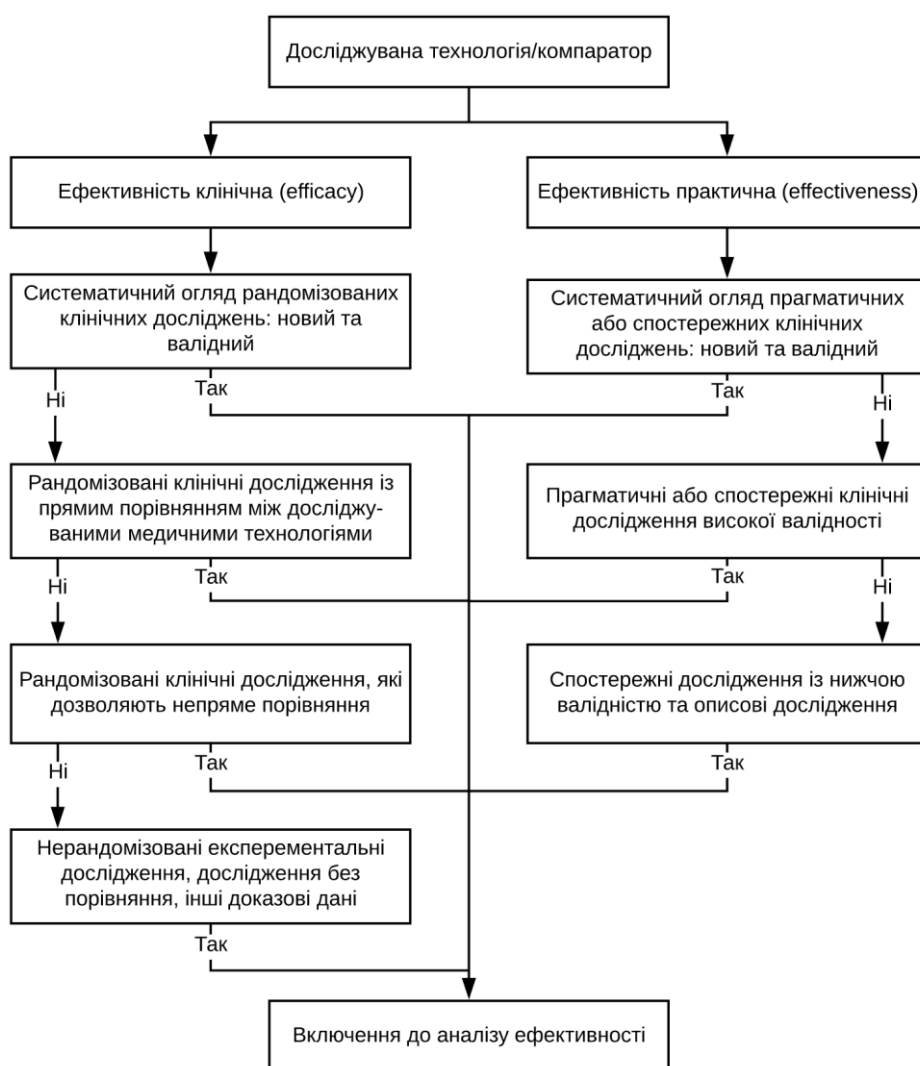 Досліджувана технологія/компаратор
Ефективність клінічна (efficacy)
Ефективність практична (effectiveness)
Систематичний огляд рандомізованих
клінічних досліджень: новий та
валідний
Систематичний огляд прагматичних
або спостережних клінічних
досліджень: новий та валідний
Ні
Так
Так
Ні
Рандомізовані клінічні дослідження із
прямим порівнянням між досліджу-
ваними медичними технологіями
Прагматичні або спостережні клінічні
дослідження високої валідності
Ні
Так
Так
Ні
Рандомізовані клінічні дослідження, які
дозволяють непряме порівняння
Спостережні дослідження із нижчою
валідністю та описові дослідження
Ні
Так
Так
Нерандомізовані експерементальні
дослідження, дослідження без
порівняння, інші доказові дані
Так
Включення до аналізу ефективності